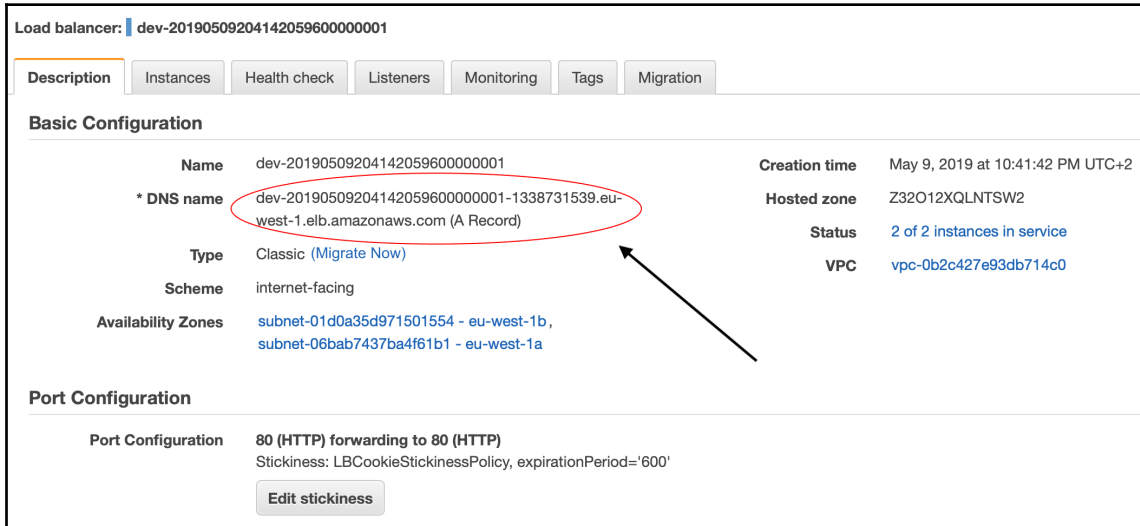 Load balancer: dev-20190509204142059600000001
Description Instances Health check Listeners Monitoring Tags Migration
Basic Configuration
Name dev-20190509204142059600000001 Creation time May 9, 2019 at 10:41:42 PM UTC+2
* DNS name dev-20190509204142059600000001-1338731539.eu- Hosted zone Z32O12XQLNTSW2
west-1.elb.amazonaws.com (A Record)
Status 2 of 2 instances in service
Type Classic (Migrate Now)
VPC vpc-0b2c427e93db714c0
Scheme internet-facing
Availability Zones subnet-01d0a35d971501554 - eu-west-1b,
subnet-06bab7437ba4f61b1 - eu-west-1a
Port Configuration
Port Configuration 80 (HTTP) forwarding to 80 (HTTP)
Stickiness: LBCookieStickinessPolicy, expirationPeriod='600'
Edit stickiness